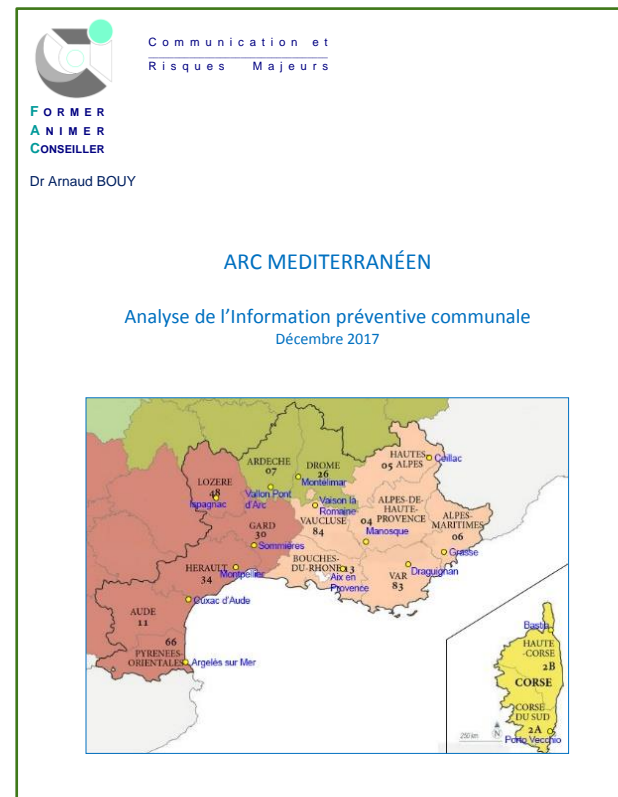 Communication et
Risques Majeurs
FORMER
ANIMER
CONSEILLER
Dr Arnaud BOUY
ARC MEDITERRANÉEN
Analyse de l'Information préventive communale
Décembre 2017
HAUTES
05 ALPES
Ceillac
ARDECHE
07
DROME
26
Montélimar
LOZERE
48
Ispagnac
Vallon Pont
d'Arc
Vaison la
Romaine
ALPES-DE-
HAUTE-
04 PROVENCE
Manosque
ALPES-
MARITIMES
06
GARD
30
VAUCLUSE
84
Sommières
Grasse
HERAULT
34
Montpellier
BOUCHES-
DU-RHONE 13
Aix en
Provence
Draguignan
VAR
83
Cuxac d'Aude
AUDE
11
66
PYRENEES-
ORIENTALES
Argelès sur Mer
Bastia
HAUTE
-CORSE
2B
CORSE
CORSE
DU SUD
2A
Porto Vecchio
250 km
N